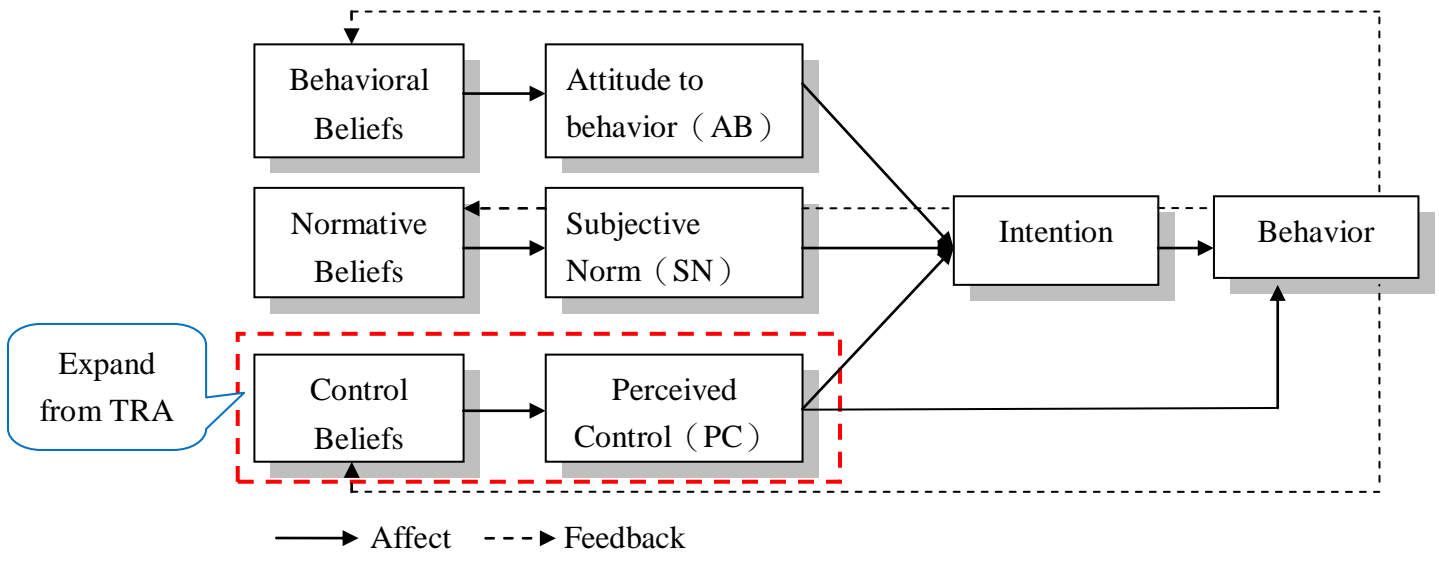 Behavioral
Beliefs
Attitude to
behavior（AB）
Normative
Beliefs
Subjective
Norm（SN）
Intention
Behavior
Expand
from TRA
Control
Beliefs
Perceived
Control（PC）
Affect
Feedback